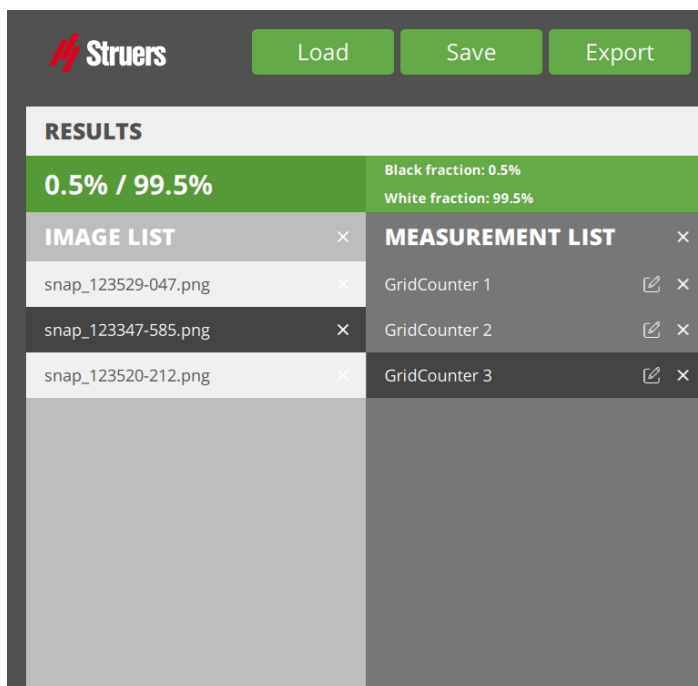 Struers
Load
Save
Export
RESULTS
0.5% / 99.5%
Black fraction: 0.5%
White fraction: 99.5%
IMAGE LIST
×
MEASUREMENT LIST
×
snap_123529-047.png
×
GridCounter 1
×
snap_123347-585.png
×
GridCounter 2
×
snap_123520-212.png
×
GridCounter 3
×